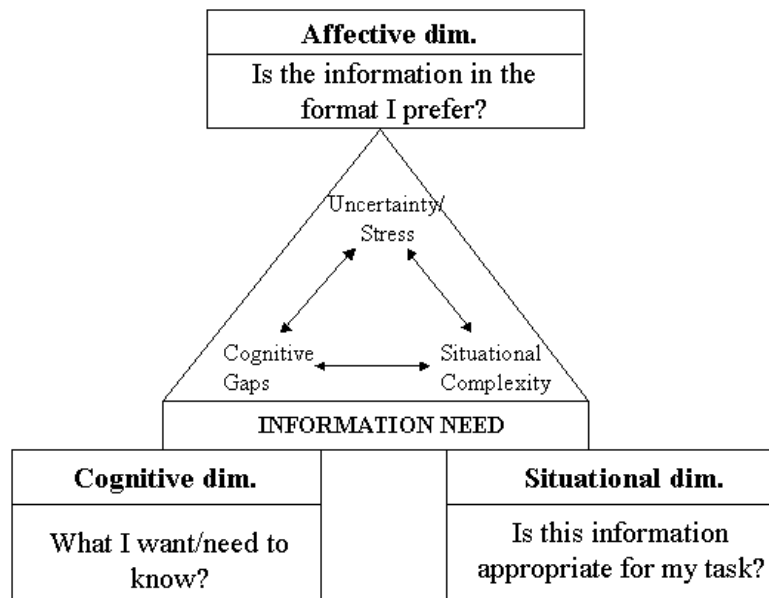 Affective dim.
Is the information in the
format I prefer?
Uncertainty/
Stress
Cognitive
Gaps
Situational
Complexity
INFORMATION NEED
Cognitive dim.
What I want/need to
know?
Situational dim.
Is this information
appropriate for my task?